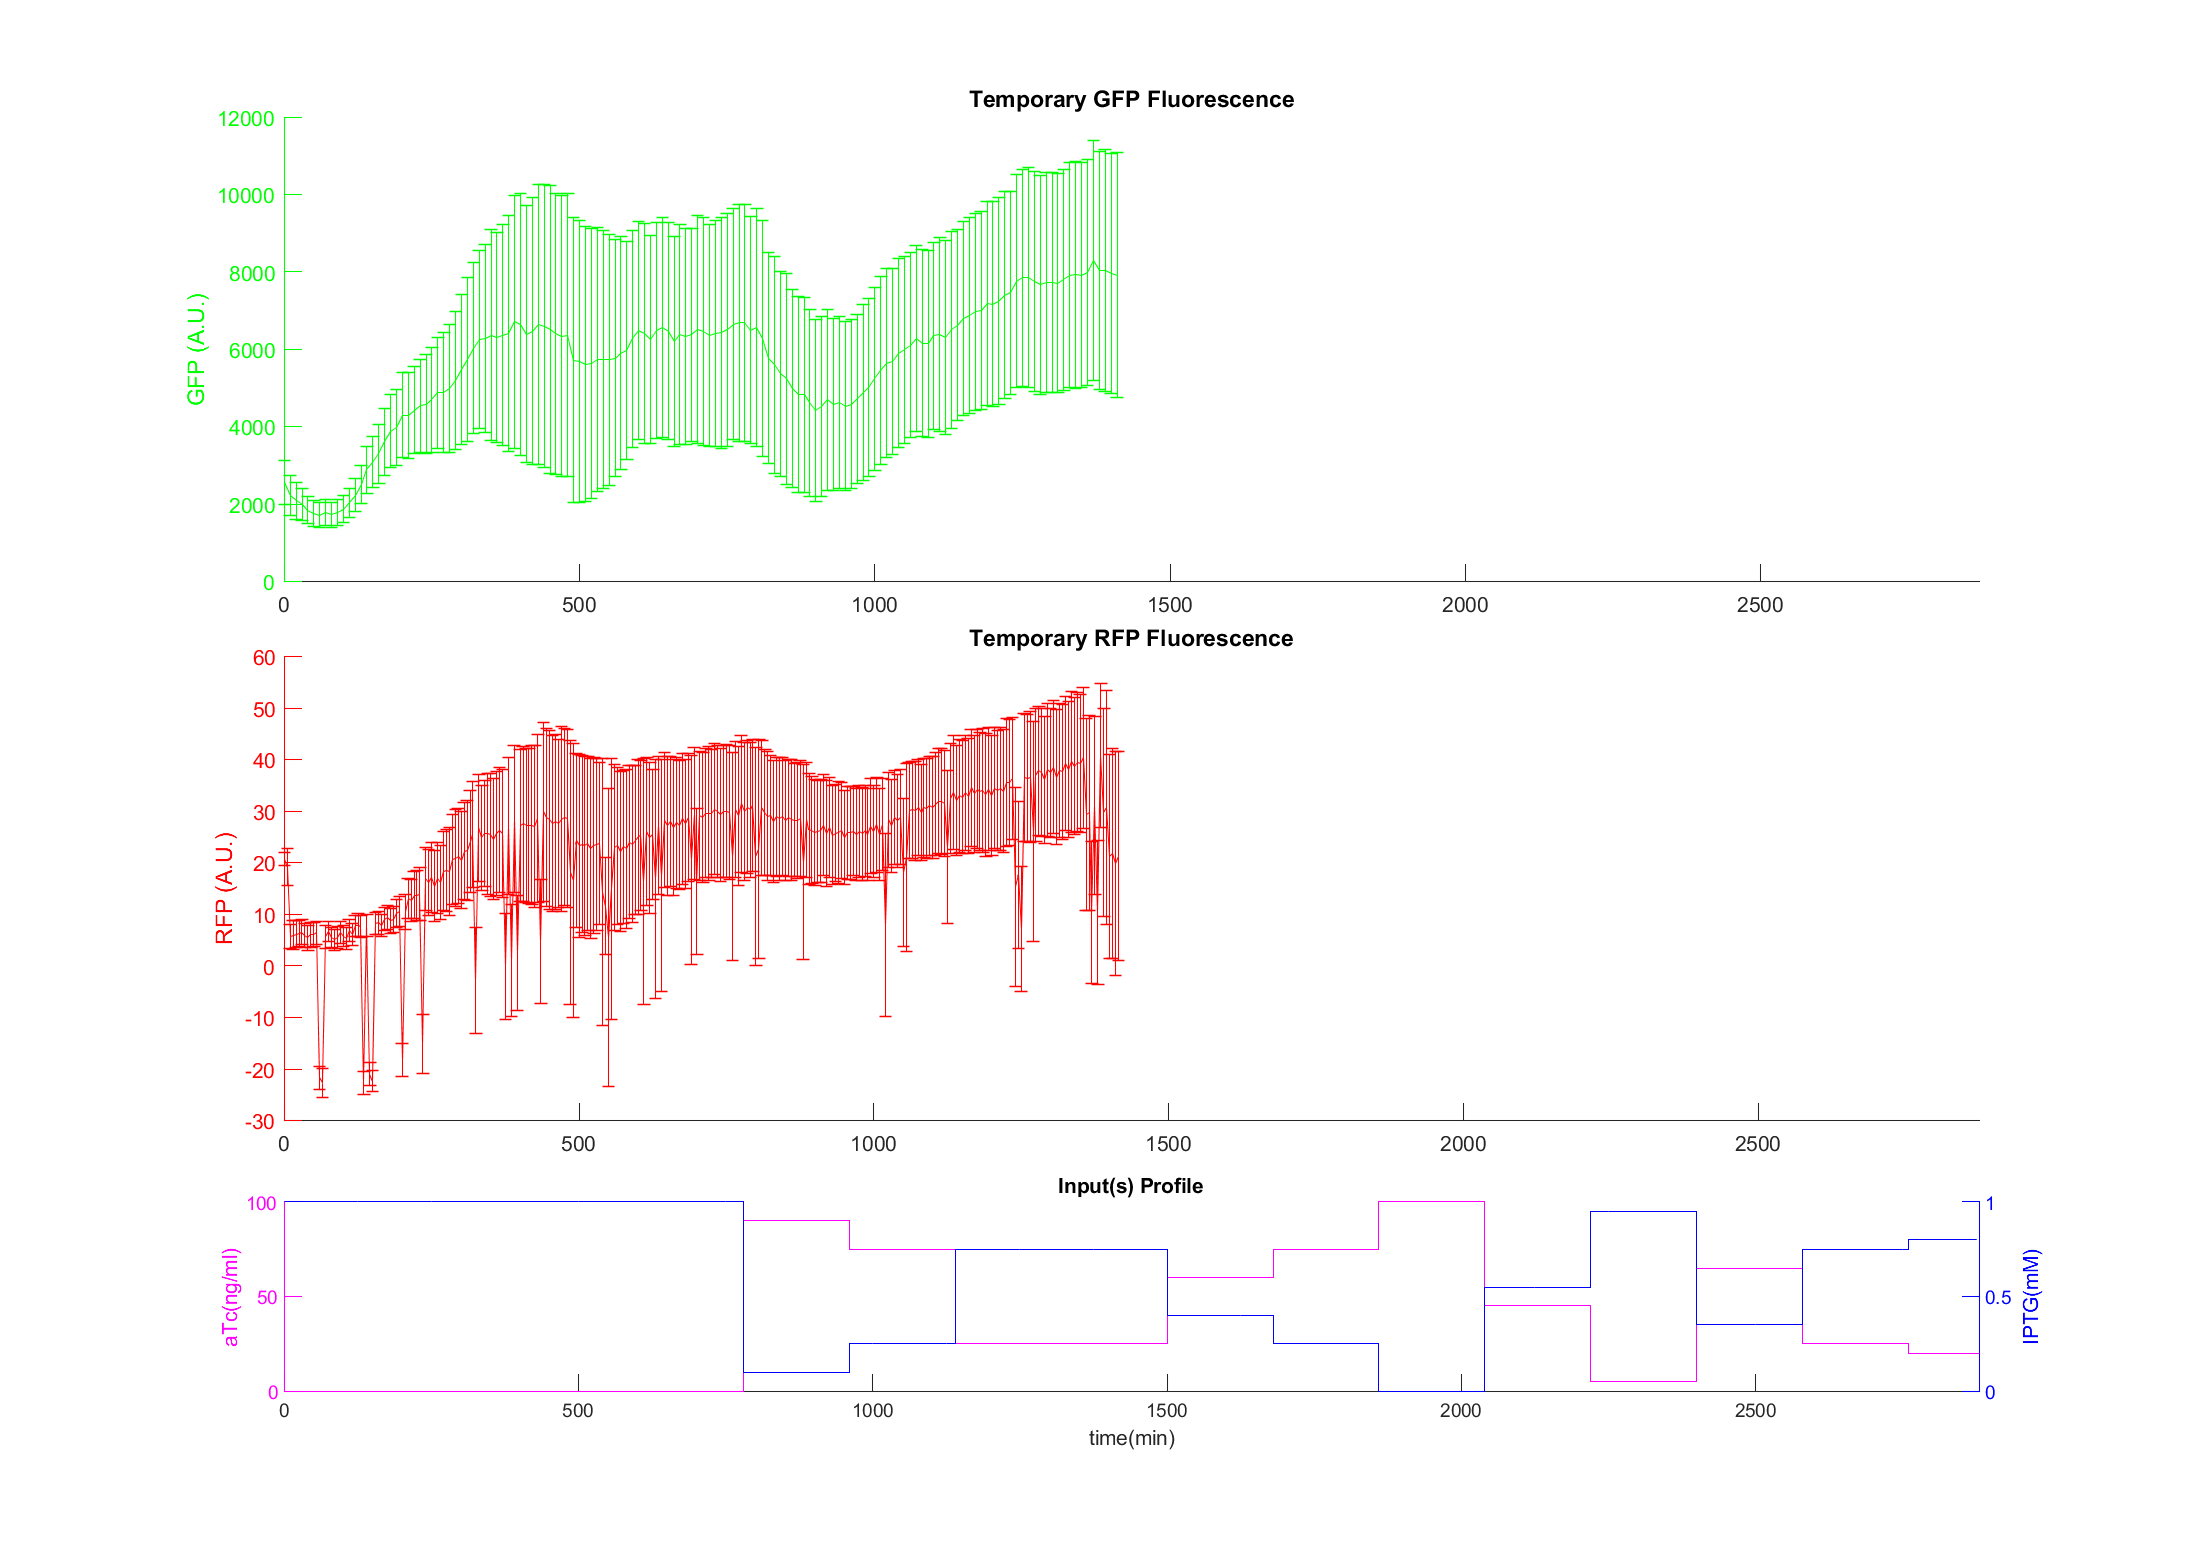 Temporary GFP Fluorescence
12000
10000
8000
6000
4000
2000
0
GFP (A.U.)
0 500 1000 1500 2000 2500
Temporary RFP Fluorescence
60
50
40
30
20
10
0
-10
-20
-30
RFP (A.U.)
0 500 1000 1500 2000 2500
Input(s) Profile
100
50
0
aTc(ng/ml)
1
0.5
0
IPTG(mM)
0 500 1000 1500 2000 2500
time(min)